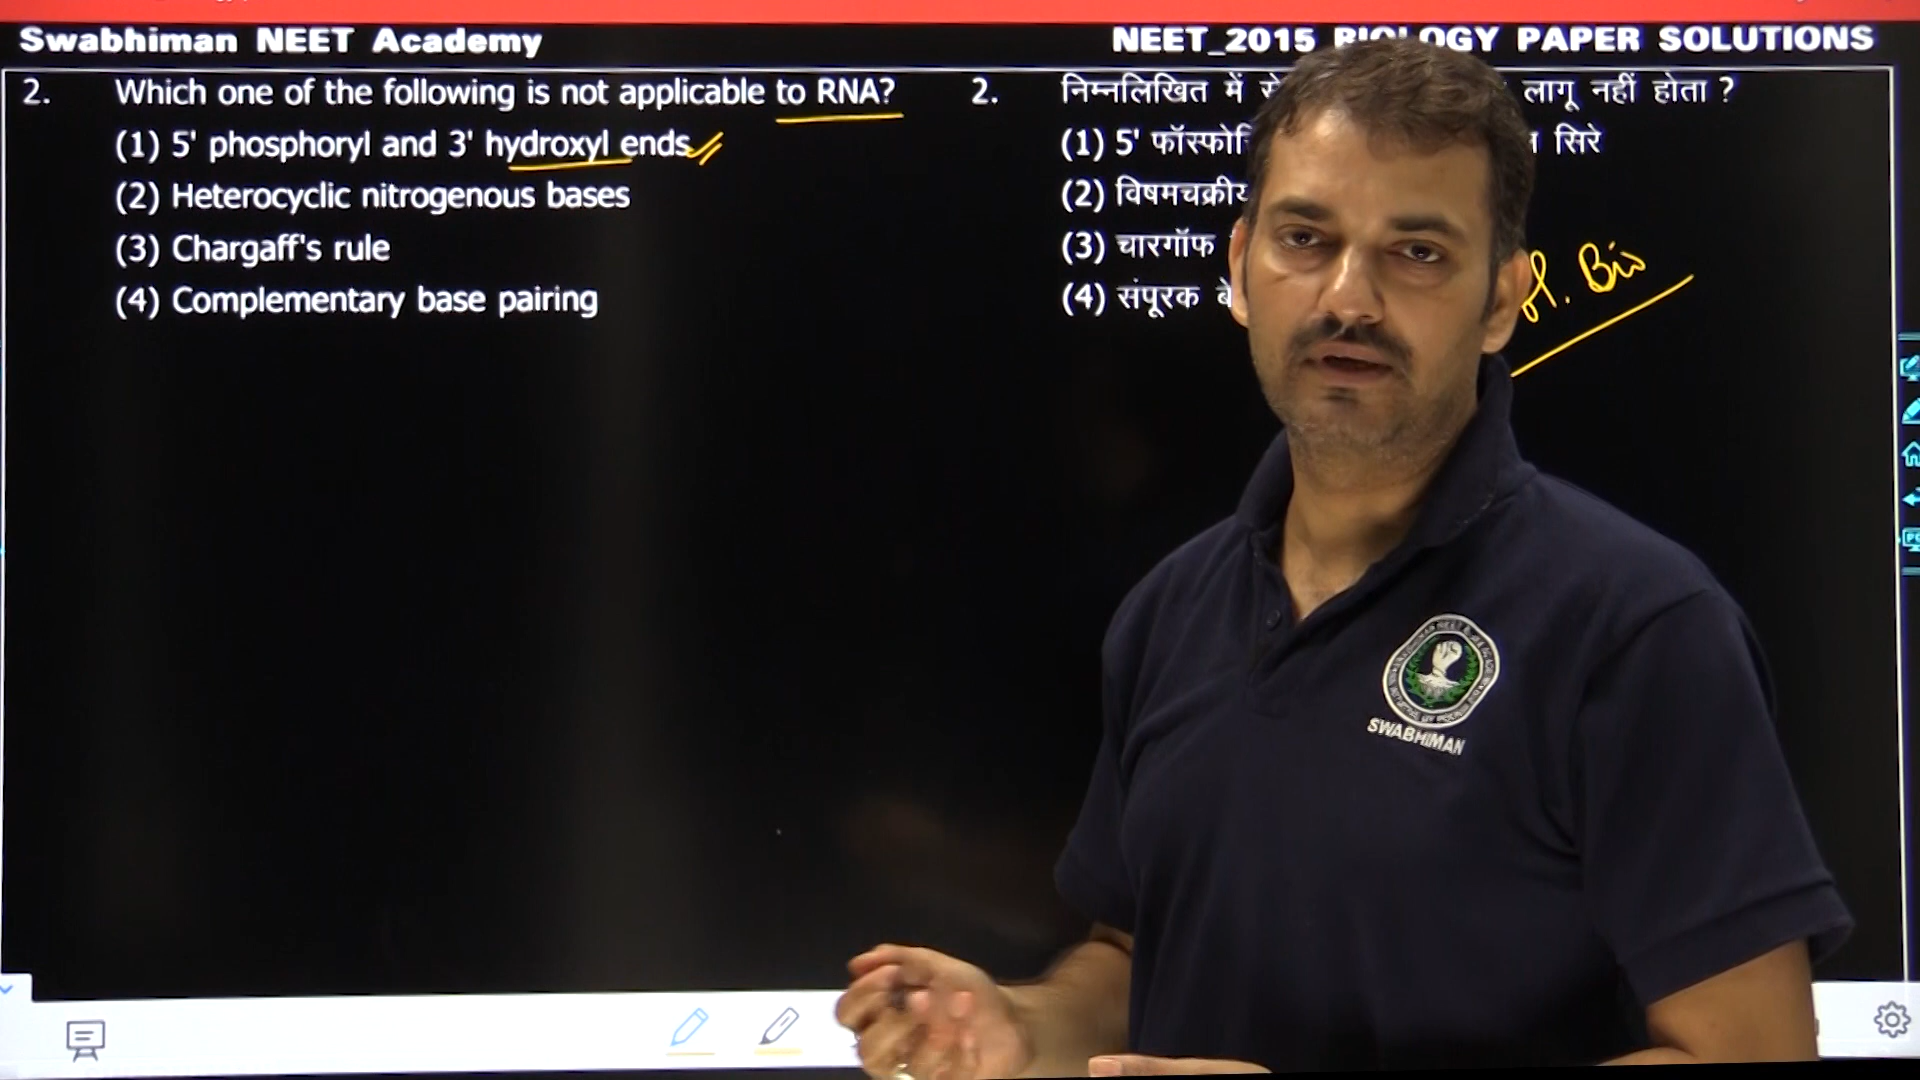 Swabhiman NEET Academy
NEET_2015 BIOLOGY PAPER SOLUTIONS
2. Which one of the following is not applicable to RNA?
(1) 5' phosphoryl and 3' hydroxyl ends
(2) Heterocyclic nitrogenous bases
(3) Chargaff's rule
(4) Complementary base pairing
2. निम्नलिखित में लागू नहीं होता ?
(1) 5' सिरे
(2)
(3) चारगॉफ
(4) संपूरक
Bio
SWABHIMAN